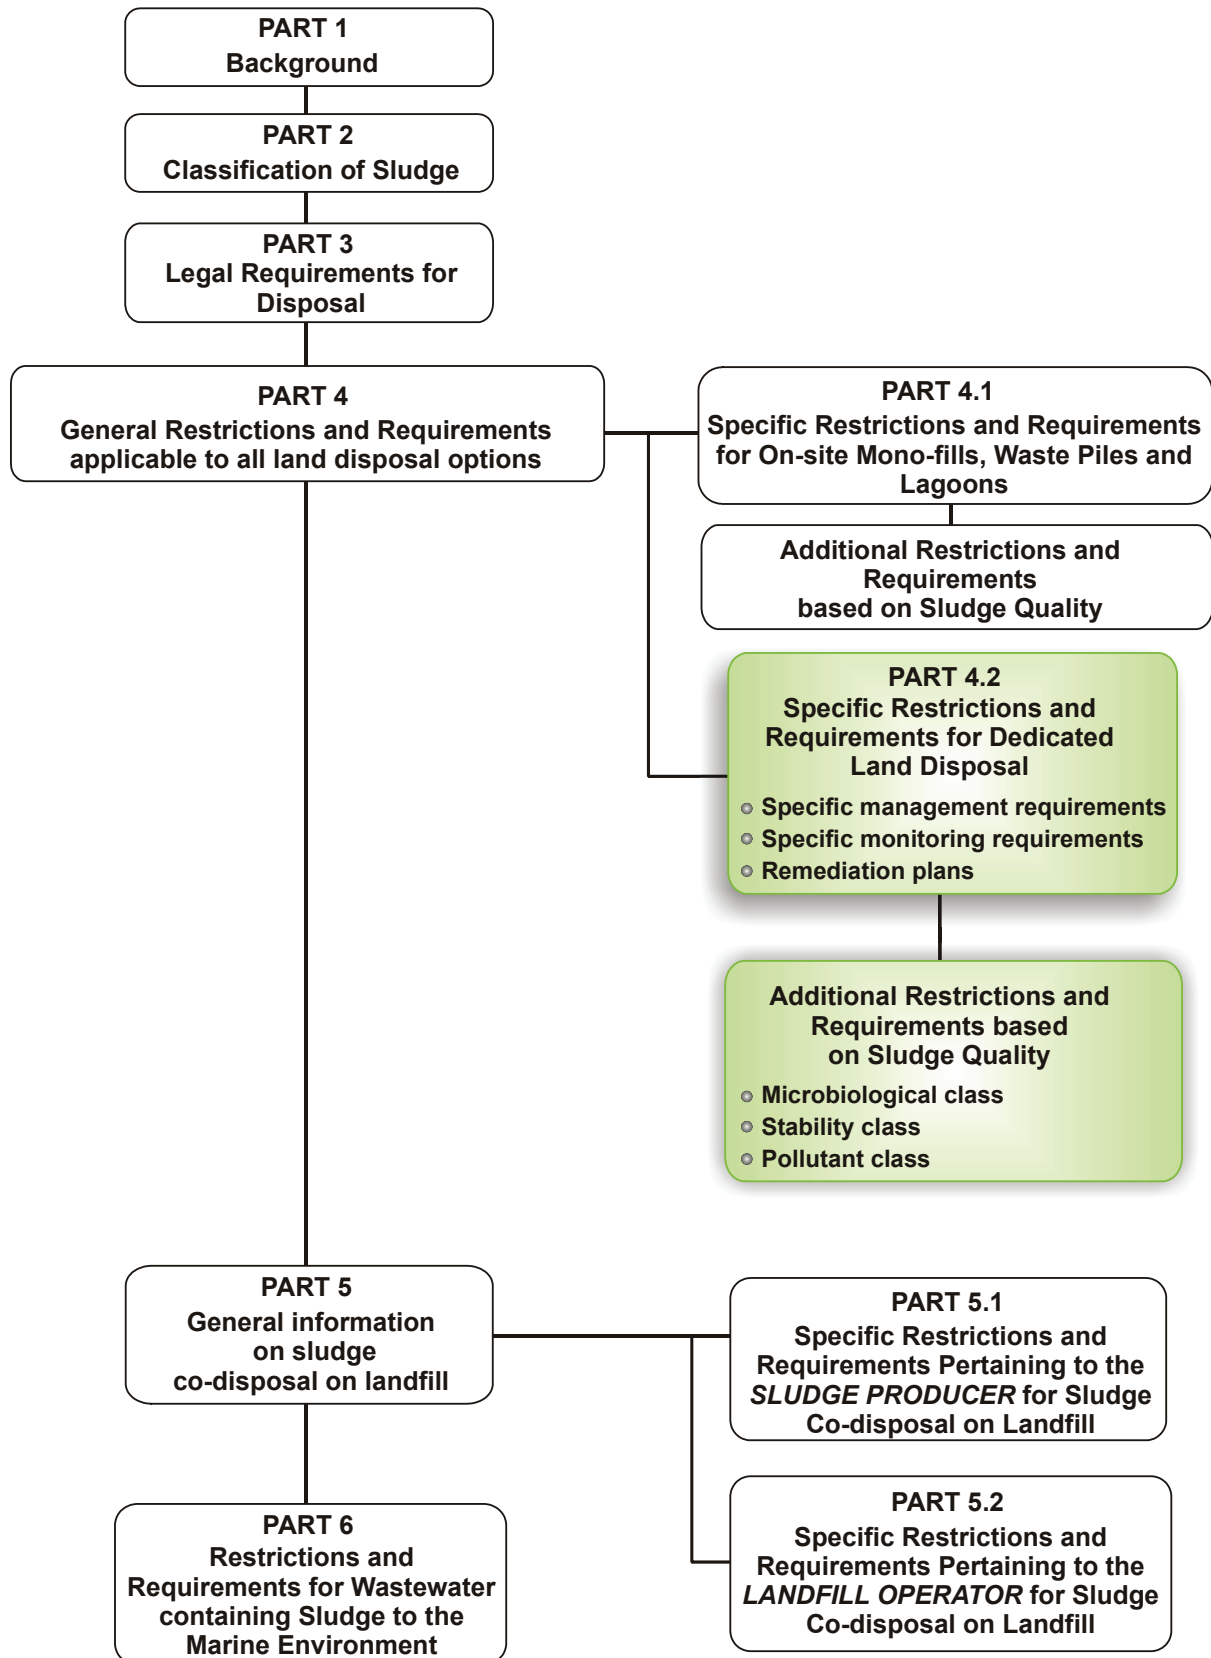 PART 1
Background
PART 2
Classification of Sludge
PART 3
Legal Requirements for
Disposal
PART 4
General Restrictions and Requirements
applicable to all land disposal options
PART 4.1
Specific Restrictions and Requirements
for On-site Mono-fills, Waste Piles and
Lagoons
Additional Restrictions and
Requirements
based on Sludge Quality
PART 4.2
Specific Restrictions and
Requirements for Dedicated
Land Disposal
Specific management requirements
Specific monitoring requirements
Remediation plans
Additional Restrictions and
Requirements based
on Sludge Quality
Microbiological class
Stability class
Pollutant class
PART 5
General information
on sludge
co-disposal on landfill
PART 5.1
Specific Restrictions and
Requirements Pertaining to the
SLUDGE PRODUCER for Sludge
Co-disposal on Landfill
PART 5.2
Specific Restrictions and
Requirements Pertaining to the
LANDFILL OPERATOR for Sludge
Co-disposal on Landfill
PART 6
Restrictions and
Requirements for Wastewater
containing Sludge to the
Marine Environment